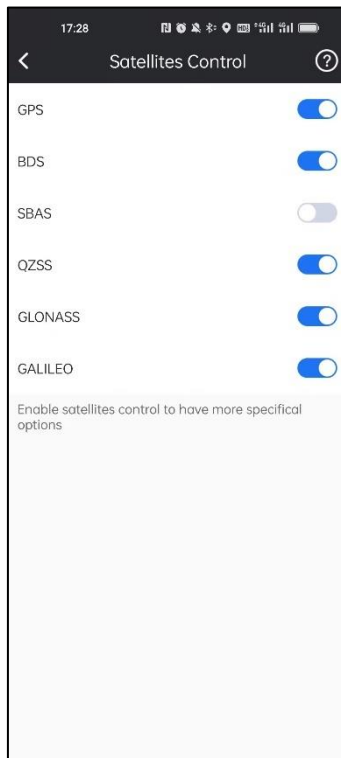 17:28
Satellites Control
GPS
BDS
SBAS
QZSS
GLONASS
GALILEO
Enable satellites control to have more specifical
options